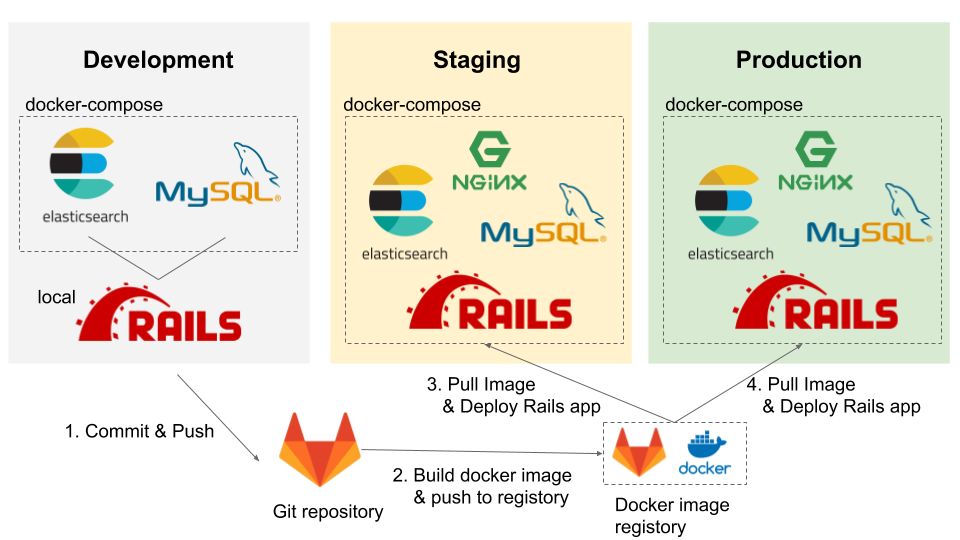 Development
docker-compose
elasticsearch
MySQL®
local
RAILS
Staging
docker-compose
NGINX
elasticsearch
MySQL®
RAILS
Production
docker-compose
NGINX
elasticsearch
MySQL®
RAILS
1. Commit & Push
Git repository
2. Build docker image
& push to registory
3. Pull Image
& Deploy Rails app
4. Pull Image
& Deploy Rails app
docker
Docker image
registory